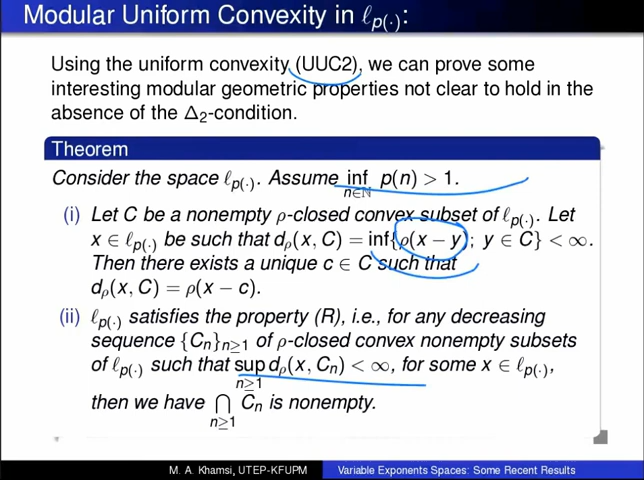 Modular Uniform Convexity in ℓ_{p(·)}:
Using the uniform convexity (UUC2), we can prove some
interesting modular geometric properties not clear to hold in the
absence of the Δ₂-condition.
Theorem
Consider the space ℓ_{p(·)}. Assume inf_{n∈ℕ} p(n) > 1.
(i) Let C be a nonempty ρ-closed convex subset of ℓ_{p(·)}. Let
x ∈ ℓ_{p(·)} be such that d_ρ(x, C) = inf{ρ(x − y); y ∈ C} < ∞.
Then there exists a unique c ∈ C such that
d_ρ(x, C) = ρ(x − c).
(ii) ℓ_{p(·)} satisfies the property (R), i.e., for any decreasing
sequence {C_n}_{n≥1} of ρ-closed convex nonempty subsets
of ℓ_{p(·)} such that sup_{n≥1} d_ρ(x, C_n) < ∞, for some x ∈ ℓ_{p(·)},
then we have ⋂_{n≥1} C_n is nonempty.
M. A. Khamsi, UTEP-KFUPM Variable Exponents Spaces: Some Recent Results